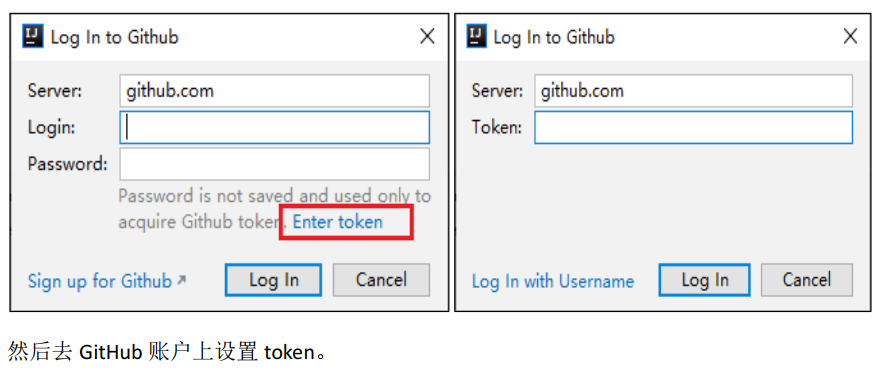 Log In to Github
Server: github.com
Login:
Password:
Password is not saved and used only to
acquire Github token. Enter token
Sign up for Github ↗ Log In Cancel
Log In to Github
Server: github.com
Token:
Log In with Username Log In Cancel
然后去 GitHub 账户上设置 token。